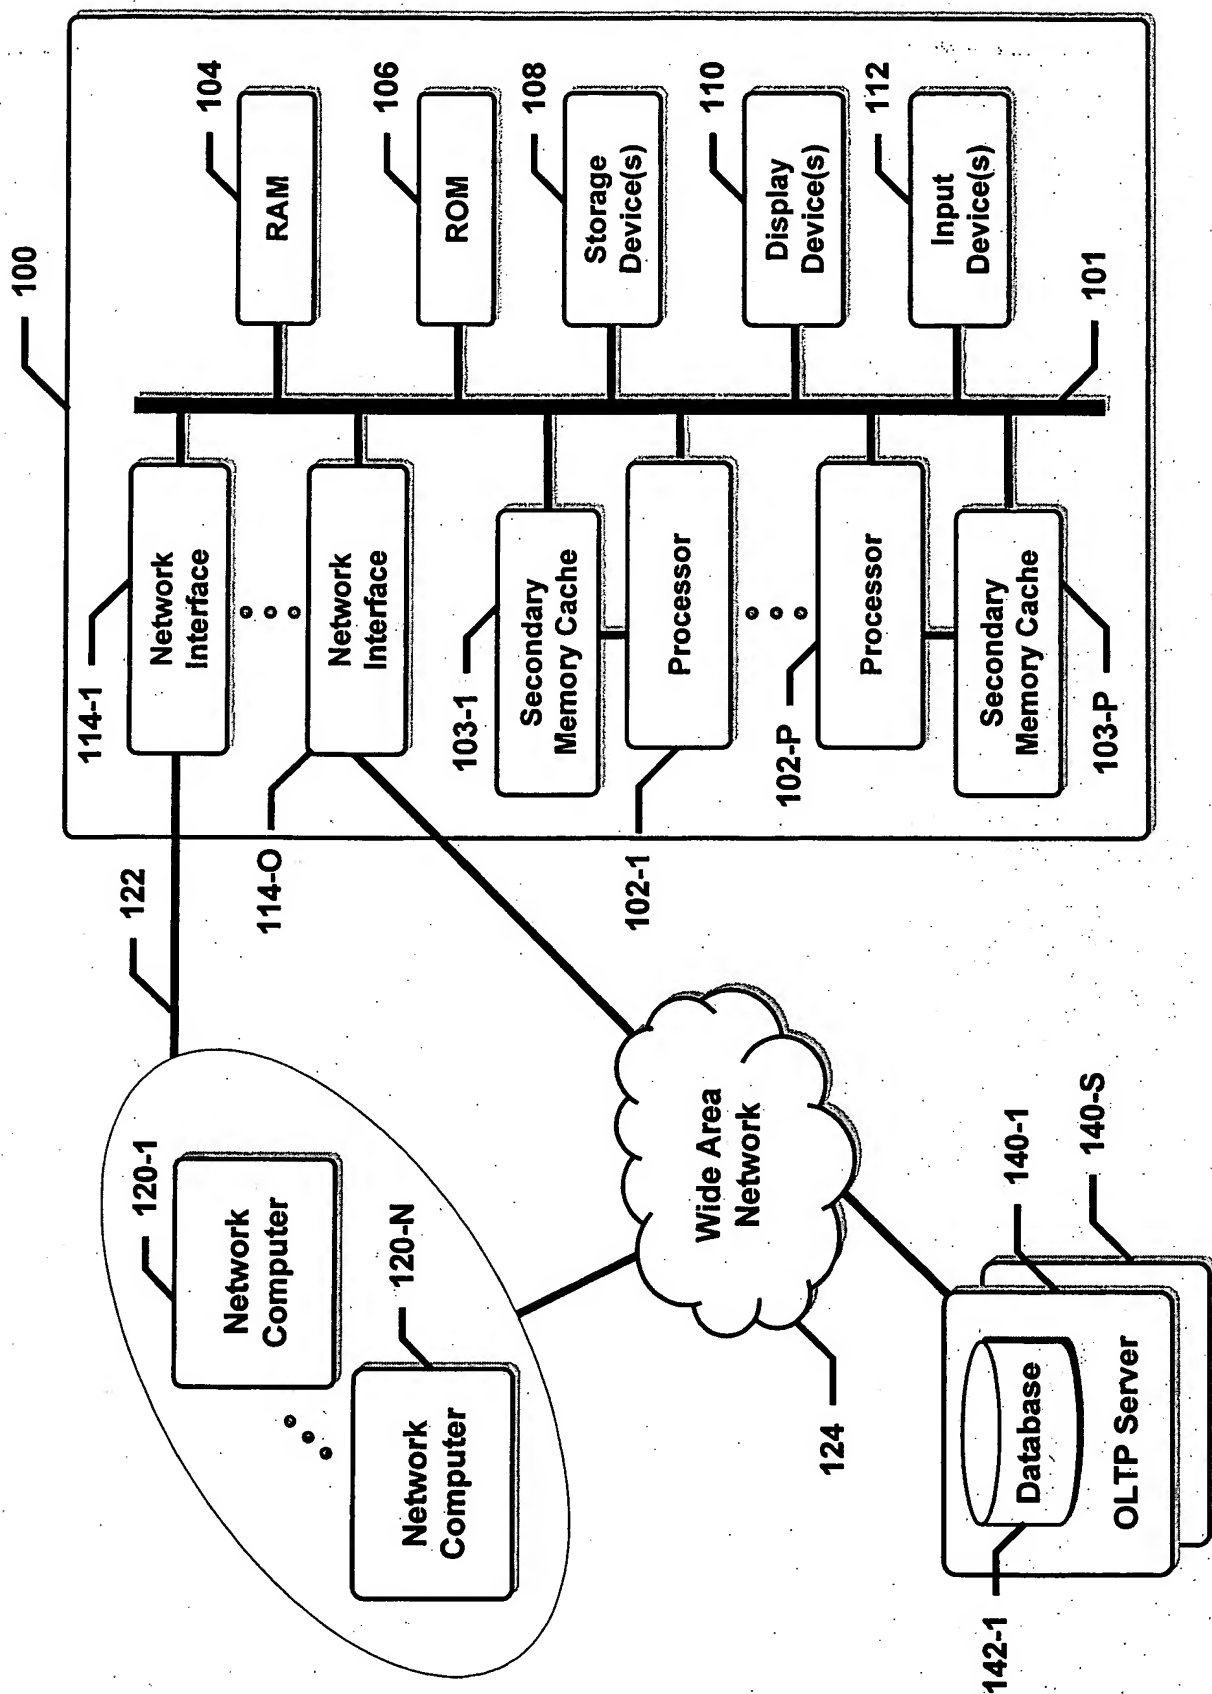 100
104
RAM
106
ROM
108
Storage
Device(s)
110
Display
Device(s)
112
Input
Device(s)
101
114-1
Network
Interface
114-O
Network
Interface
103-1
Secondary
Memory Cache
102-1
Processor
102-P
Processor
103-P
Secondary
Memory Cache
122
120-1
Network
Computer
120-N
Network
Computer
Wide Area
Network
124
140-1
140-S
Database
OLTP Server
142-1